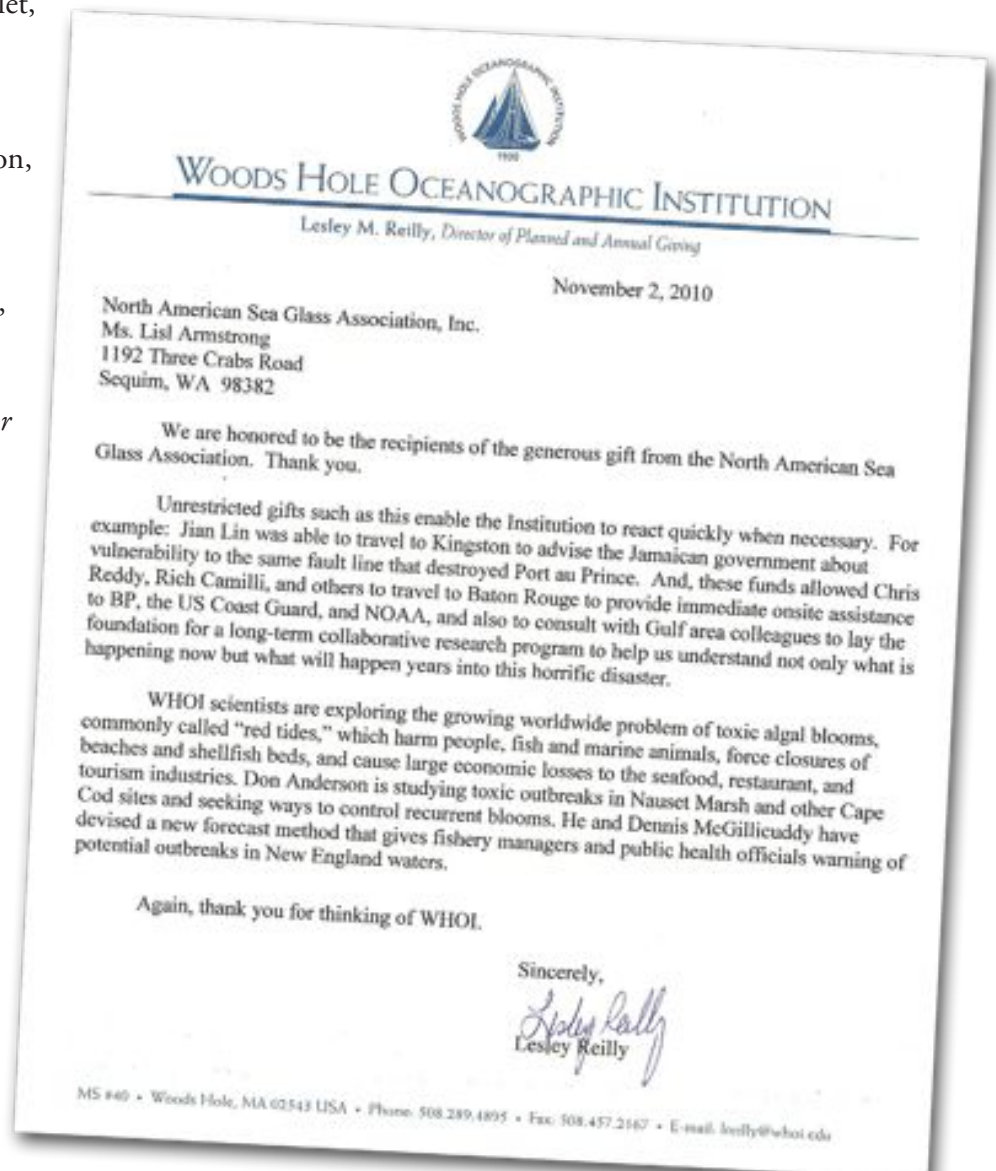 let,
on,
,
r
WOODS HOLE OCEANOGRAPHIC INSTITUTION
1930
WOODS HOLE OCEANOGRAPHIC INSTITUTION
Lesley M. Reilly, Director of Planned and Annual Giving
November 2, 2010
North American Sea Glass Association, Inc.
Ms. Lisl Armstrong
1192 Three Crabs Road
Sequim, WA 98382
We are honored to be the recipients of the generous gift from the North American Sea
Glass Association. Thank you.
Unrestricted gifts such as this enable the Institution to react quickly when necessary. For
example: Jian Lin was able to travel to Kingston to advise the Jamaican government about
vulnerability to the same fault line that destroyed Port au Prince. And, these funds allowed Chris
Reddy, Rich Camilli, and others to travel to Baton Rouge to provide immediate onsite assistance
to BP, the US Coast Guard, and NOAA, and also to consult with Gulf area colleagues to lay the
foundation for a long-term collaborative research program to help us understand not only what is
happening now but what will happen years into this horrific disaster.
WHOI scientists are exploring the growing worldwide problem of toxic algal blooms,
commonly called “red tides,” which harm people, fish and marine animals, force closures of
beaches and shellfish beds, and cause large economic losses to the seafood, restaurant, and
tourism industries. Don Anderson is studying toxic outbreaks in Nauset Marsh and other Cape
Cod sites and seeking ways to control recurrent blooms. He and Dennis McGillicuddy have
devised a new forecast method that gives fishery managers and public health officials warning of
potential outbreaks in New England waters.
Again, thank you for thinking of WHOI.
Sincerely,
Lesley Reilly
Lesley Reilly
MS #40 • Woods Hole, MA 02543 USA • Phone: 508.289.4895 • Fax: 508.457.2167 • E-mail: lreilly@whoi.edu